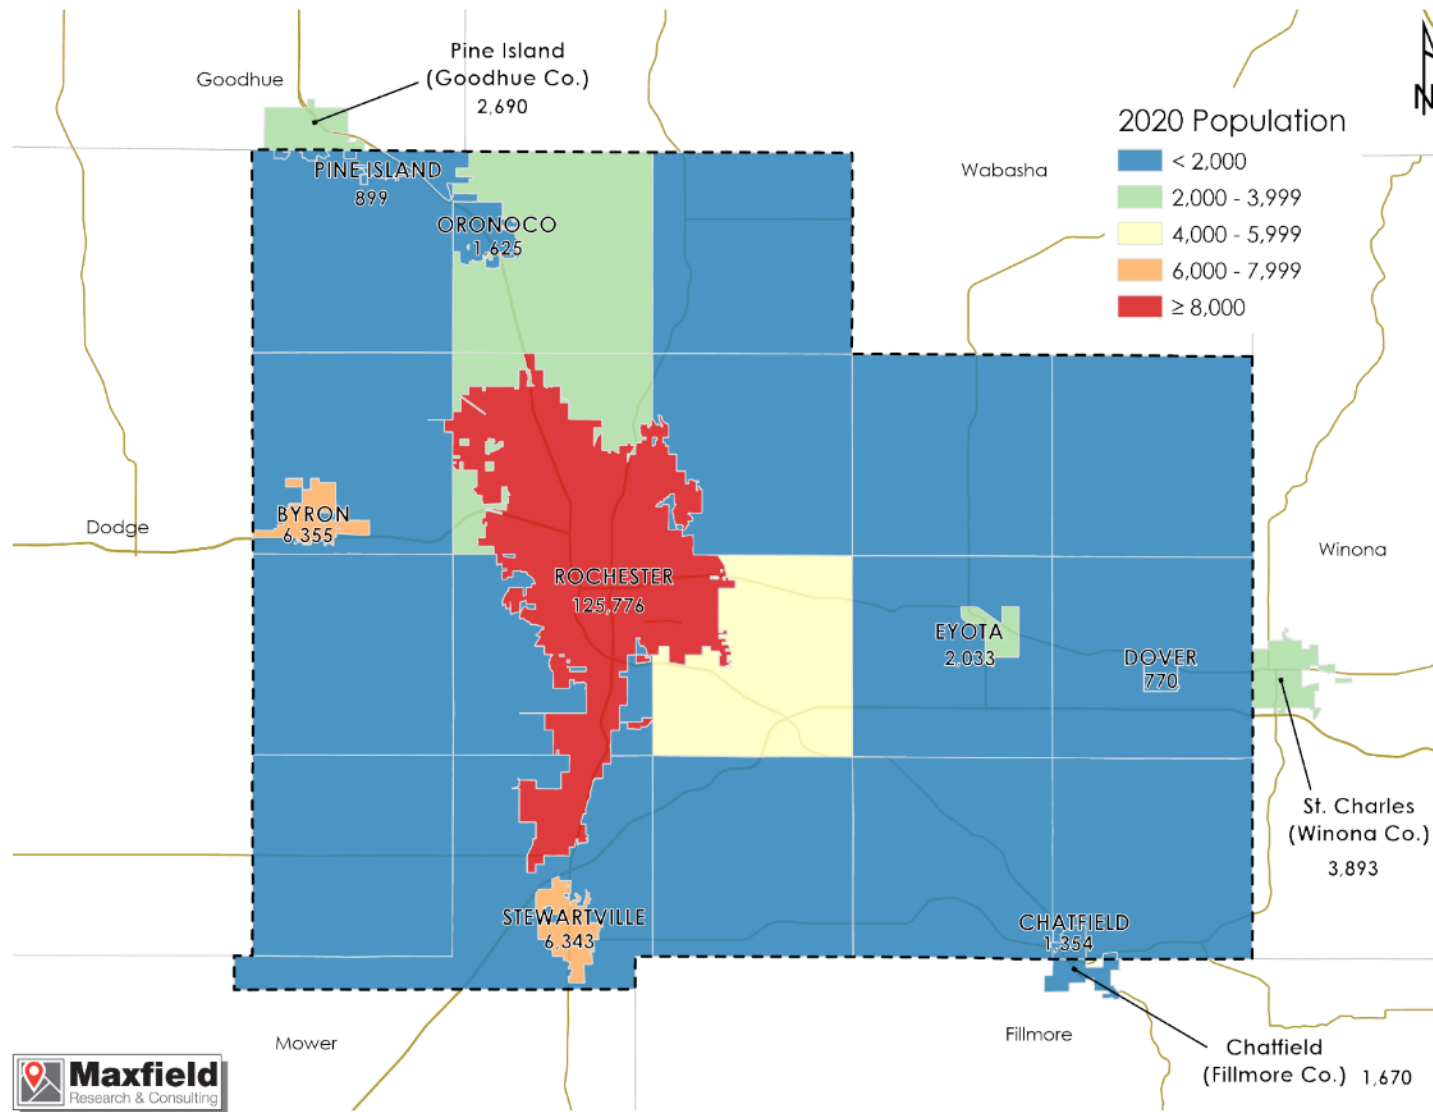 Pine Island
(Goodhue Co.)
2,690
Goodhue
N
2020 Population
< 2,000
2,000 - 3,999
4,000 - 5,999
6,000 - 7,999
≥ 8,000
Wabasha
PINE ISLAND
899
ORONOCO
1,625
BYRON
6,355
Dodge
Winona
ROCHESTER
125,776
EYOTA
2,033
DOVER
770
St. Charles
(Winona Co.)
3,893
STEWARTVILLE
6,343
CHATFIELD
1,354
Mower
Fillmore
Chatfield
(Fillmore Co.) 1,670
Maxfield
Research & Consulting